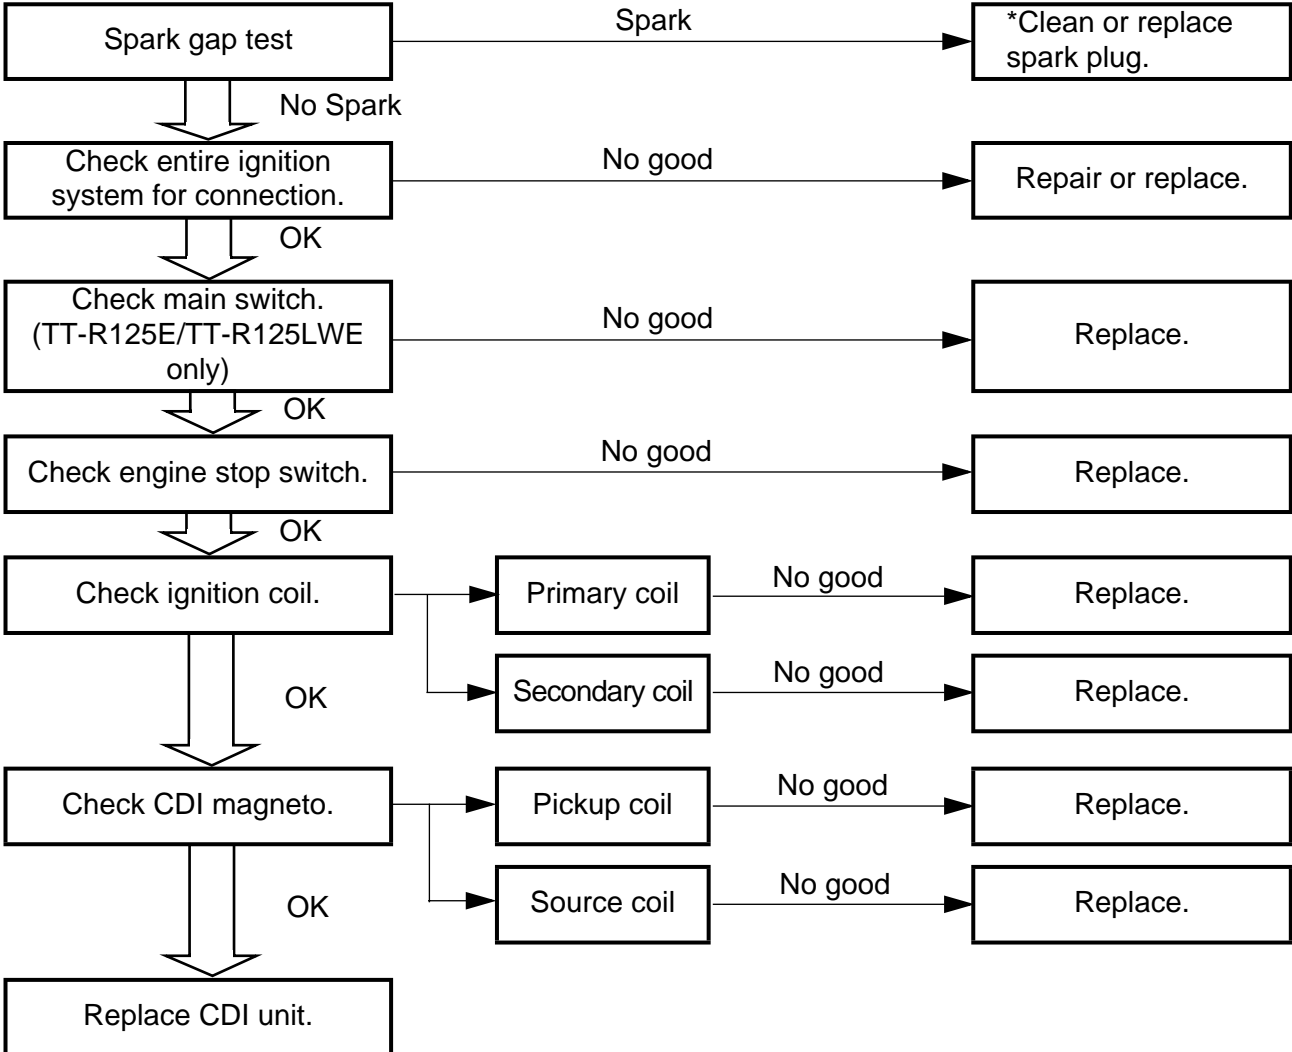 Spark gap test
Spark
*Clean or replace
spark plug.
No Spark
Check entire ignition
system for connection.
No good
Repair or replace.
OK
Check main switch.
(TT-R125E/TT-R125LWE
only)
No good
Replace.
OK
Check engine stop switch.
No good
Replace.
OK
Check ignition coil.
Primary coil
No good
Replace.
Secondary coil
No good
Replace.
OK
Check CDI magneto.
Pickup coil
No good
Replace.
Source coil
No good
Replace.
OK
Replace CDI unit.